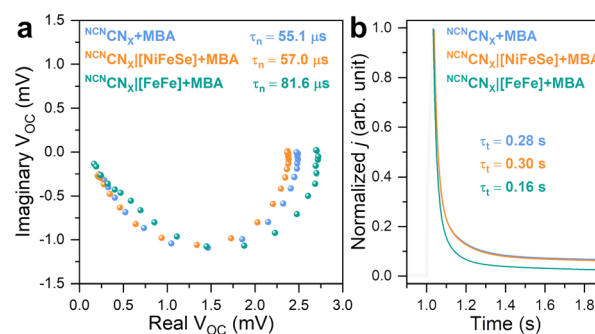 a
NCNCNX+MBA τn = 55.1 μs
NCNCNX|[NiFeSe]+MBA τn = 57.0 μs
NCNCNX|[FeFe]+MBA τn = 81.6 μs
Imaginary VOC (mV)
1.5
1.0
0.5
0.0
-0.5
-1.0
-1.5
0.0 0.5 1.0 1.5 2.0 2.5 3.0
Real VOC (mV)
b
NCNCNX+MBA
NCNCNX|[NiFeSe]+MBA
NCNCNX|[FeFe]+MBA
τt = 0.28 s
τt = 0.30 s
τt = 0.16 s
Normalized j (arb. unit)
1.0
0.8
0.6
0.4
0.2
0.0
1.0 1.2 1.4 1.6 1.8
Time (s)